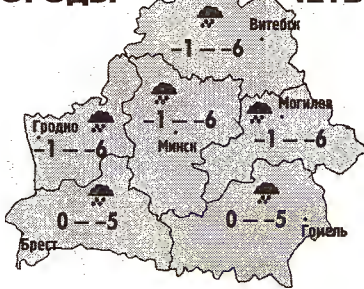 Витебск
-1 – -6
Гродно
-1 – -6
-1 – -6
Минск
Могилев
-1 – -6
0 – -5
Брест
0 – -5
Гомель